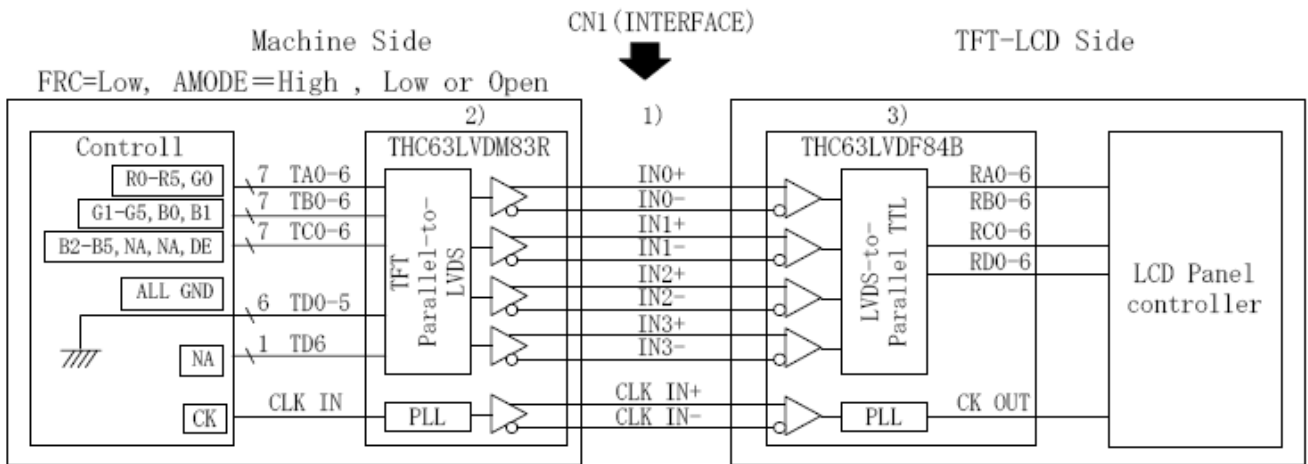 CN1(INTERFACE)
Machine Side
TFT-LCD Side
FRC=Low, AMODE=High , Low or Open
2)
1)
3)
Controll
THC63LVDM83R
THC63LVDF84B
R0-R5, G0
7 TA0-6
IN0+
RA0-6
G1-G5, B0, B1
7 TB0-6
IN0-
RB0-6
B2-B5, NA, NA, DE
7 TC0-6
IN1+
IN1-
RC0-6
ALL GND
6 TD0-5
IN2+
IN2-
RD0-6
NA
1 TD6
IN3+
IN3-
TFT
Parallel-to-
LVDS
LVDS-to-
Parallel TTL
LCD Panel
controller
CK
CLK IN
PLL
CLK IN+
CLK IN-
PLL
CK OUT